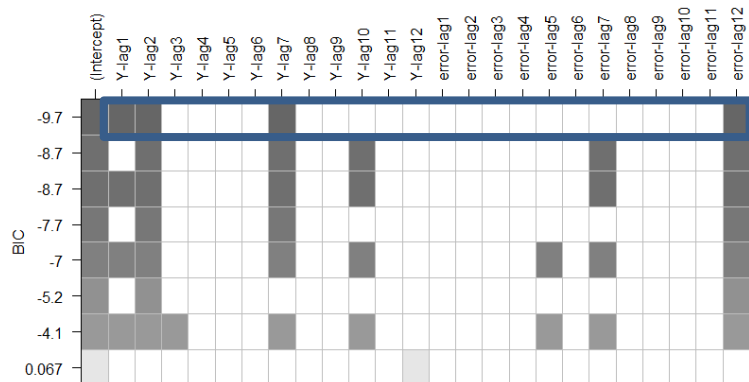 (Intercept)
Y-lag1
Y-lag2
Y-lag3
Y-lag4
Y-lag5
Y-lag6
Y-lag7
Y-lag8
Y-lag9
Y-lag10
Y-lag11
Y-lag12
error-lag1
error-lag2
error-lag3
error-lag4
error-lag5
error-lag6
error-lag7
error-lag8
error-lag9
error-lag10
error-lag11
error-lag12
BIC
-9.7
-8.7
-8.7
-7.7
-7
-5.2
-4.1
0.067